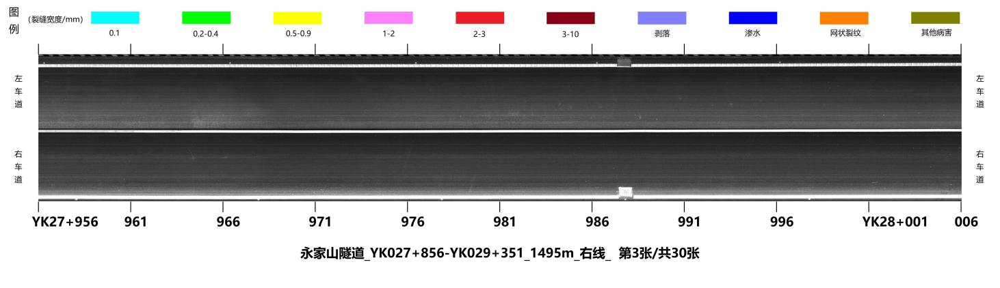 图例
(裂缝宽度/mm)
0.1 0.2-0.4 0.5-0.9 1-2 2-3 3-10 剥落 渗水 网状裂纹 其他病害
左车道 左车道
右车道 右车道
YK27+956 961 966 971 976 981 986 991 996 YK28+001 006
永家山隧道_YK027+856-YK029+351_1495m_右线_ 第3张/共30张